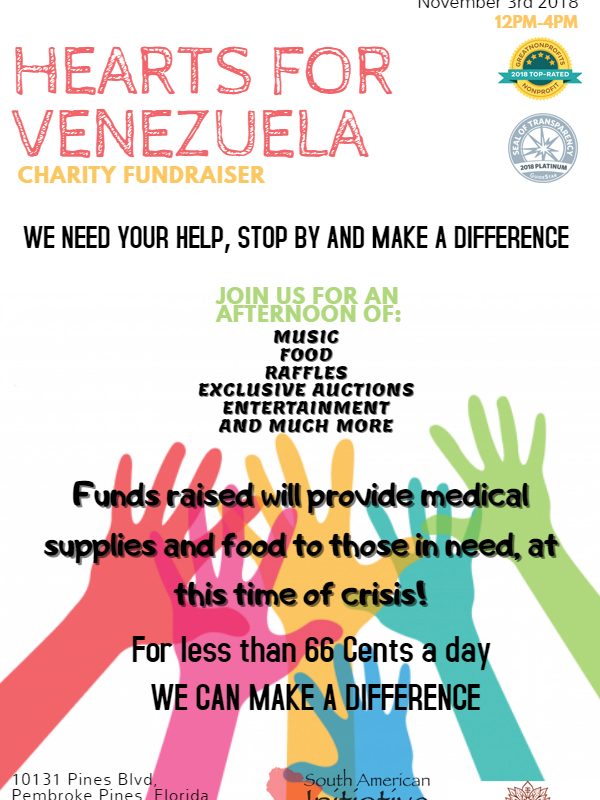 November 3rd 2018
12PM-4PM
HEARTS FOR
VENEZUELA
CHARITY FUNDRAISER
GREATNONPROFITS
2018 TOP-RATED
NONPROFIT
SEAL OF TRANSPARENCY
2018 PLATINUM
GUIDESTAR
WE NEED YOUR HELP, STOP BY AND MAKE A DIFFERENCE
JOIN US FOR AN
AFTERNOON OF:
MUSIC
FOOD
RAFFLES
EXCLUSIVE AUCTIONS
ENTERTAINMENT
AND MUCH MORE
Funds raised will provide medical
supplies and food to those in need, at
this time of crisis!
For less than 66 Cents a day
WE CAN MAKE A DIFFERENCE
10131 Pines Blvd,
Pembroke Pines, Florida
South American
Initiative